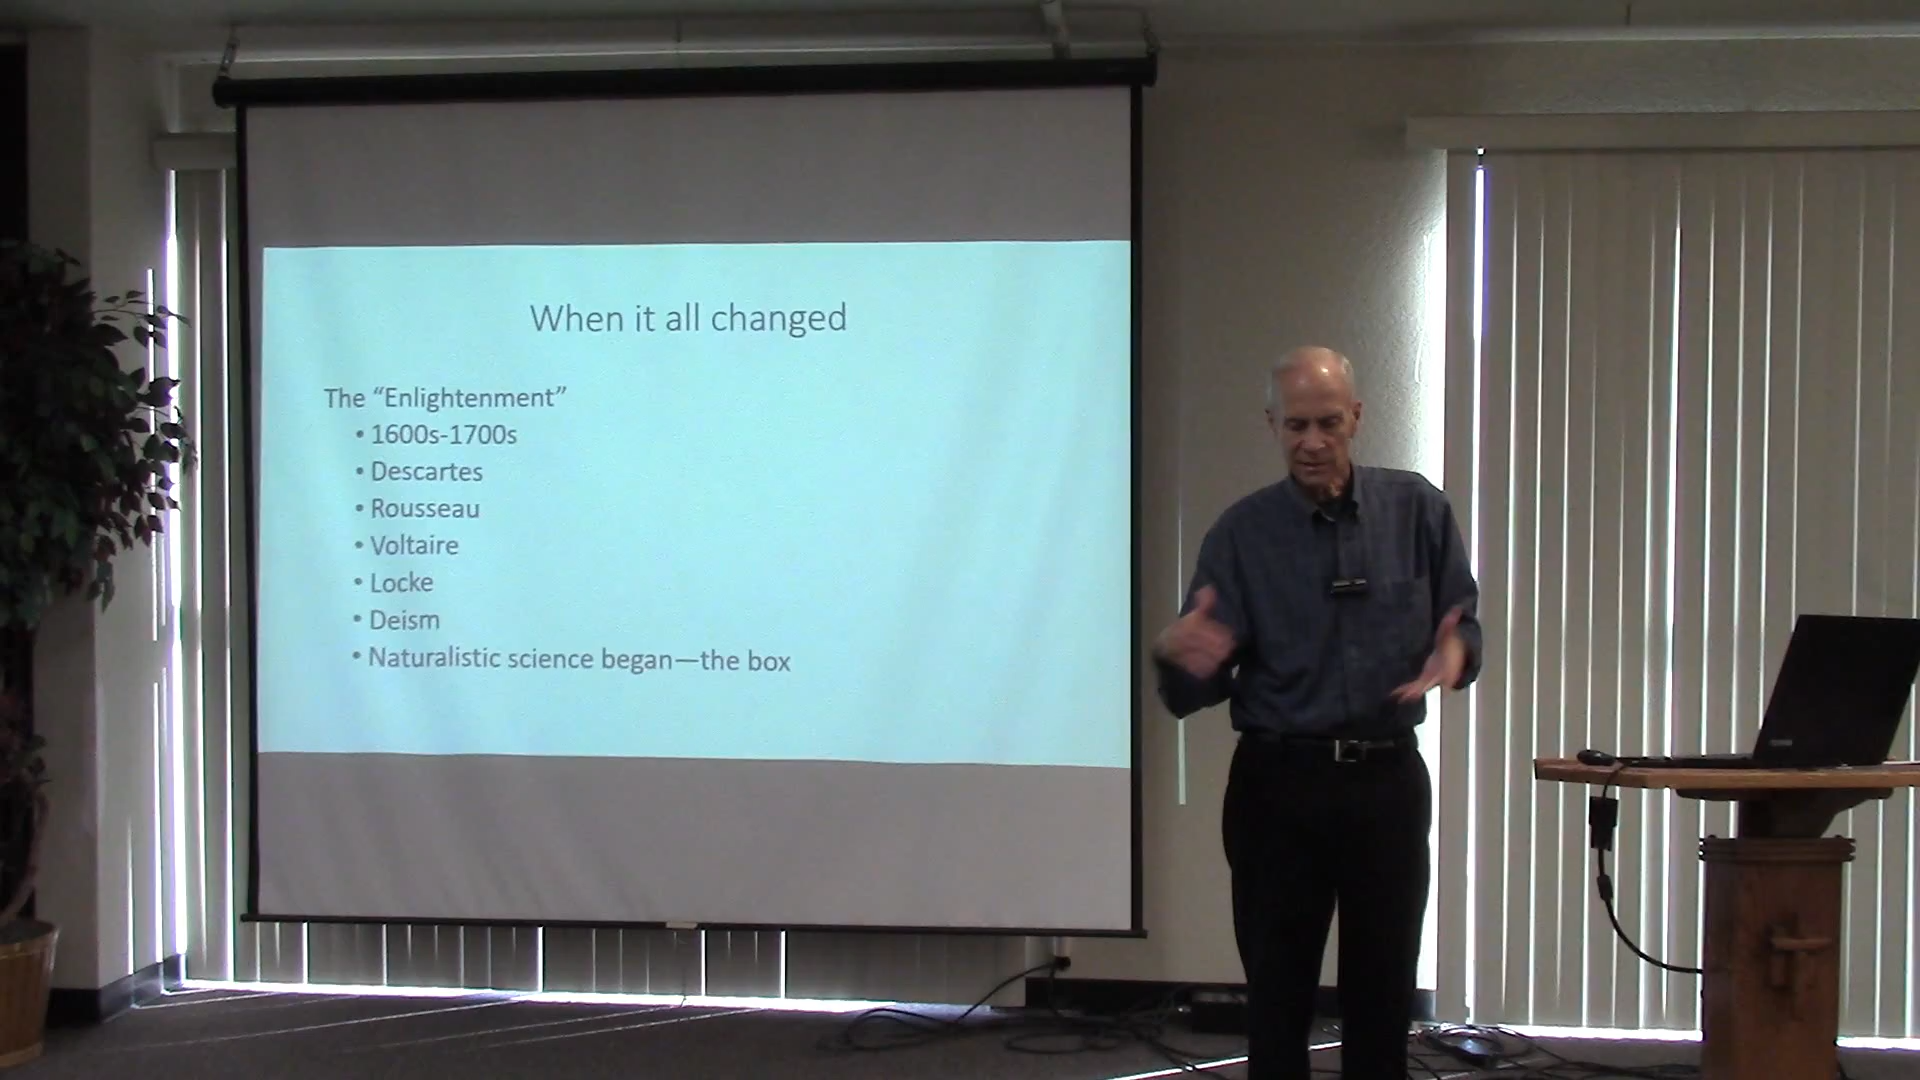 When it all changed
The “Enlightenment”
• 1600s-1700s
• Descartes
• Rousseau
• Voltaire
• Locke
• Deism
• Naturalistic science began—the box